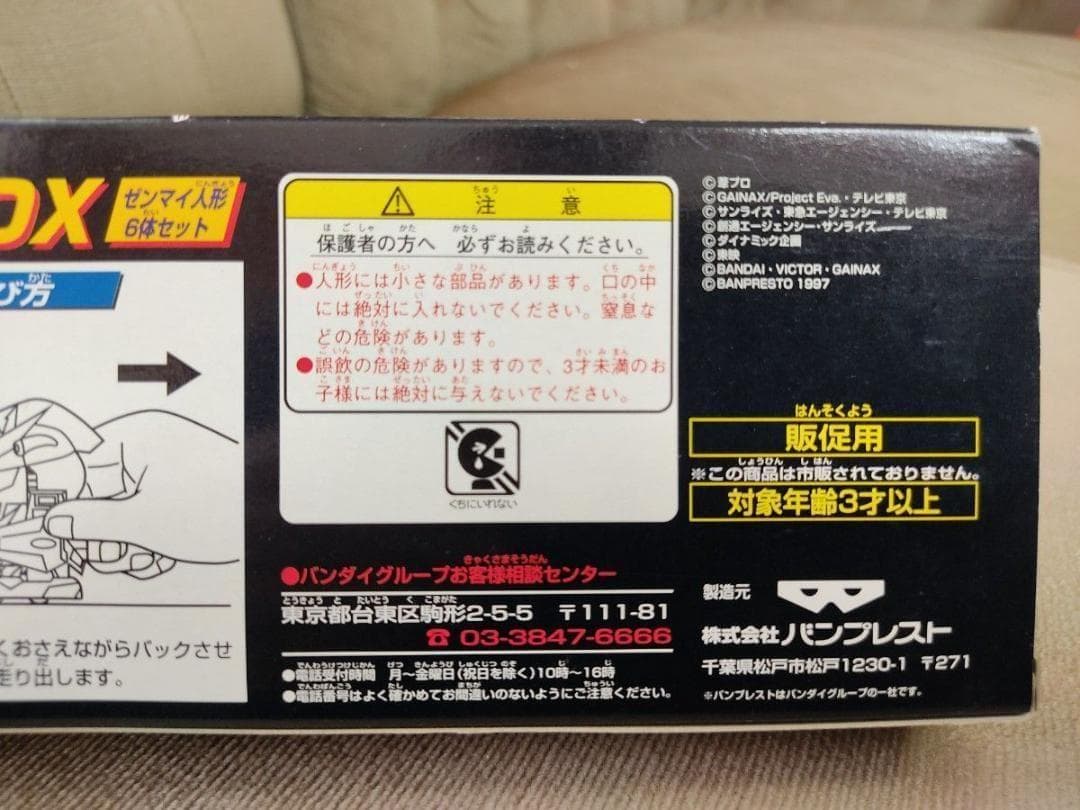 DX
ゼンマイ人形
6体セット
び方
くおさえながらバックさせ
走り出します。
注意
保護者の方へ 必ずお読みください。
●人形には小さな部品があります。口の中
には絶対に入れないでください。窒息な
どの危険があります。
●誤飲の危険がありますので、3才未満のお
子様には絶対に与えないでください。
くちにいれない
●バンダイグループお客様相談センター
東京都台東区駒形2-5-5 〒111-81
☎ 03-3847-6666
●電話受付時間 月〜金曜日(祝日を除く)10時〜16時
●電話番号はよく確かめてお間違いのないようにご注意ください。
©GAINAX/Project Eva.・テレビ東京
©サンライズ・東急エージェンシー・テレビ東京
©創通エージェンシー・サンライズ
©ダイナミック企画
©東映
©BANDAI・VICTOR・GAINAX
©BANPRESTO 1997
はんそくよう
販促用
※この商品は市販されておりません。
対象年齢3才以上
製造元
株式会社バンプレスト
千葉県松戸市松戸1230-1 〒271
※バンプレストはバンダイグループの一社です。